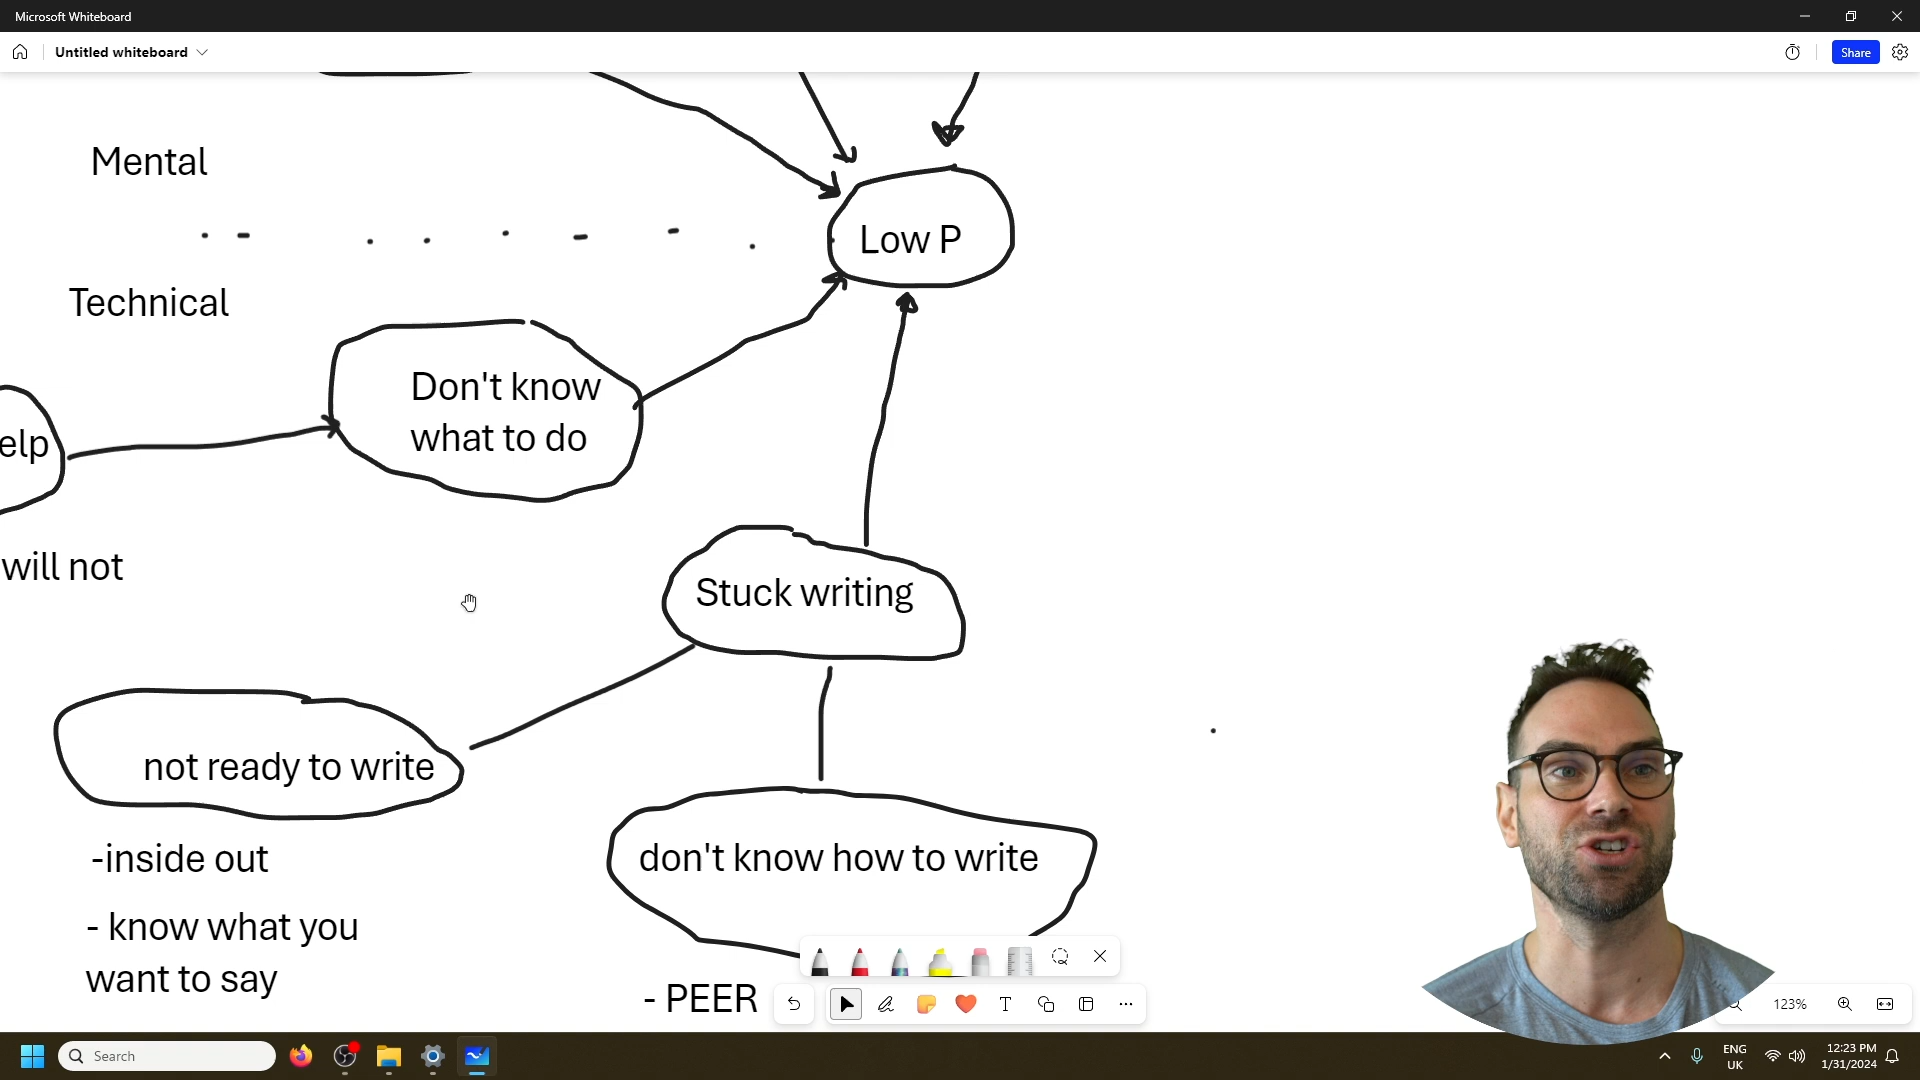 Microsoft Whiteboard
Untitled whiteboard
Share
Mental
Low P
Technical
Don't know
what to do
elp
will not
Stuck writing
not ready to write
-inside out
- know what you
want to say
don't know how to write
- PEER
123%
Search
ENG
UK
12:23 PM
1/31/2024